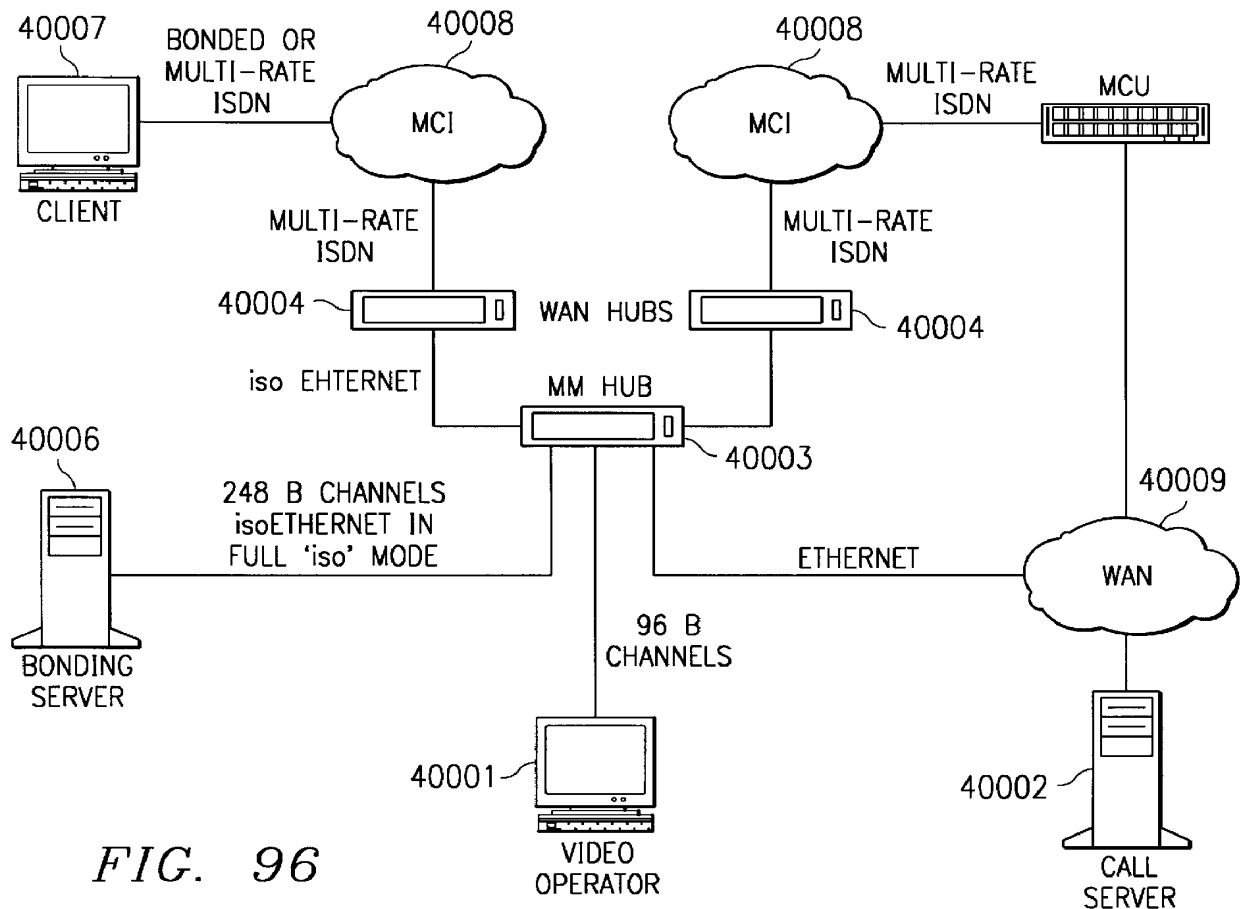 40007
BONDED OR
MULTI-RATE
ISDN
40008
40008
MULTI-RATE
ISDN
MCU
MCI
MCI
CLIENT
MULTI-RATE
ISDN
MULTI-RATE
ISDN
40004
WAN HUBS
40004
iso EHTERNET
MM HUB
40003
40006
248 B CHANNELS
isoETHERNET IN
FULL 'iso' MODE
40009
ETHERNET
WAN
96 B
CHANNELS
BONDING
SERVER
40001
40002
VIDEO
OPERATOR
CALL
SERVER
FIG. 96